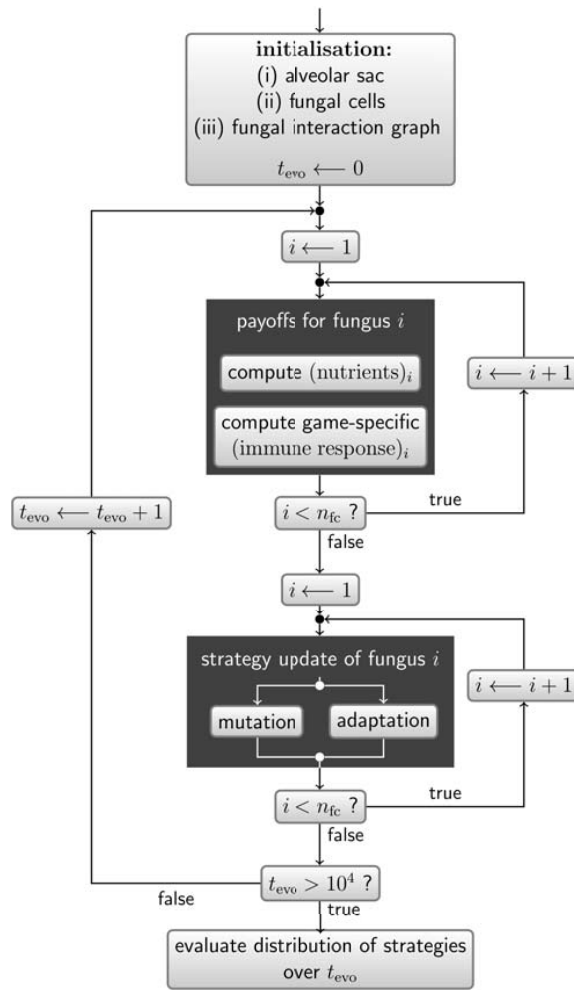 initialisation:
(i) alveolar sac
(ii) fungal cells
(iii) fungal interaction graph
t_evo ⟵ 0
i ⟵ 1
payoffs for fungus i
compute (nutrients)_i
compute game-specific
(immune response)_i
i ⟵ i + 1
i < n_fc ?
true
false
t_evo ⟵ t_evo + 1
i ⟵ 1
strategy update of fungus i
mutation
adaptation
i ⟵ i + 1
i < n_fc ?
true
false
t_evo > 10⁴ ?
false
true
evaluate distribution of strategies
over t_evo